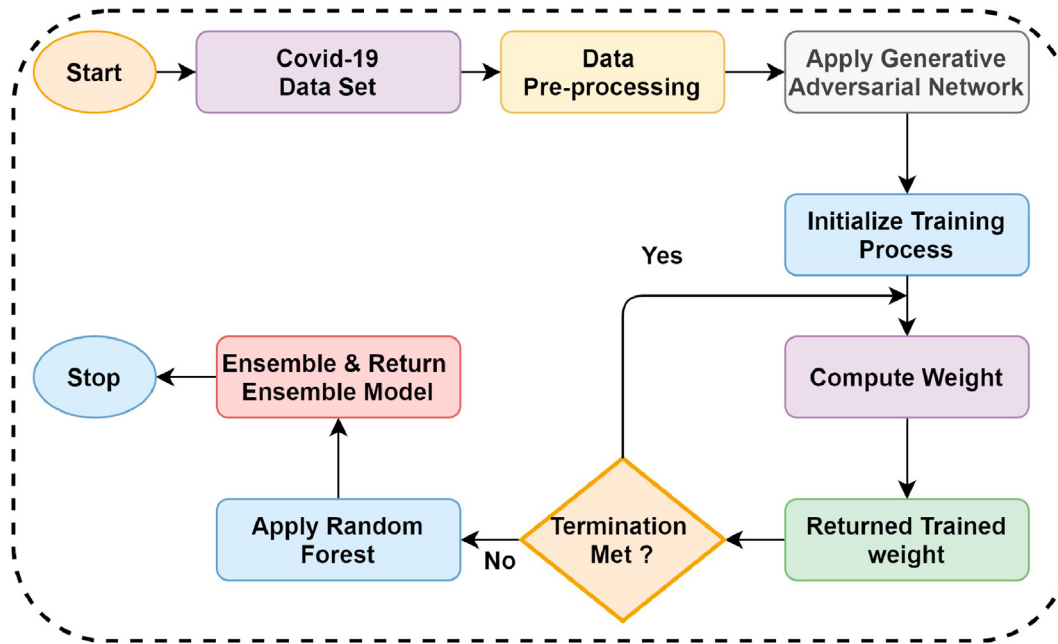 Start
Covid-19
Data Set
Data
Pre-processing
Apply Generative
Adversarial Network
Initialize Training
Process
Yes
Compute Weight
Returned Trained
weight
Termination
Met ?
No
Apply Random
Forest
Ensemble & Return
Ensemble Model
Stop